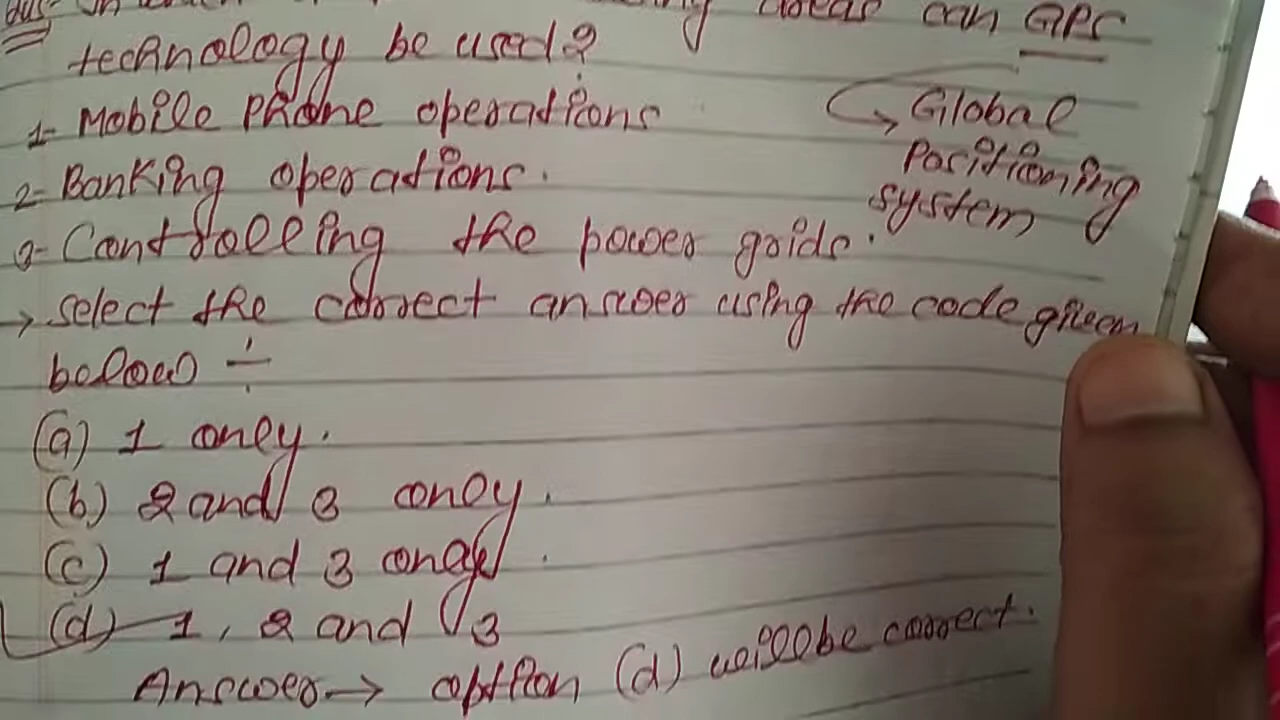 can GPS
technology be used?
1- Mobile Phone operations
Global
Positioning
system
2- Banking operations.
3- Controlling the power grids.
→ select the correct answer using the code given
below ÷
(a) 1 only.
(b) 2 and 3 only.
(c) 1 and 3 only.
(d) 1, 2 and 3
Answer → option (d) will be correct.